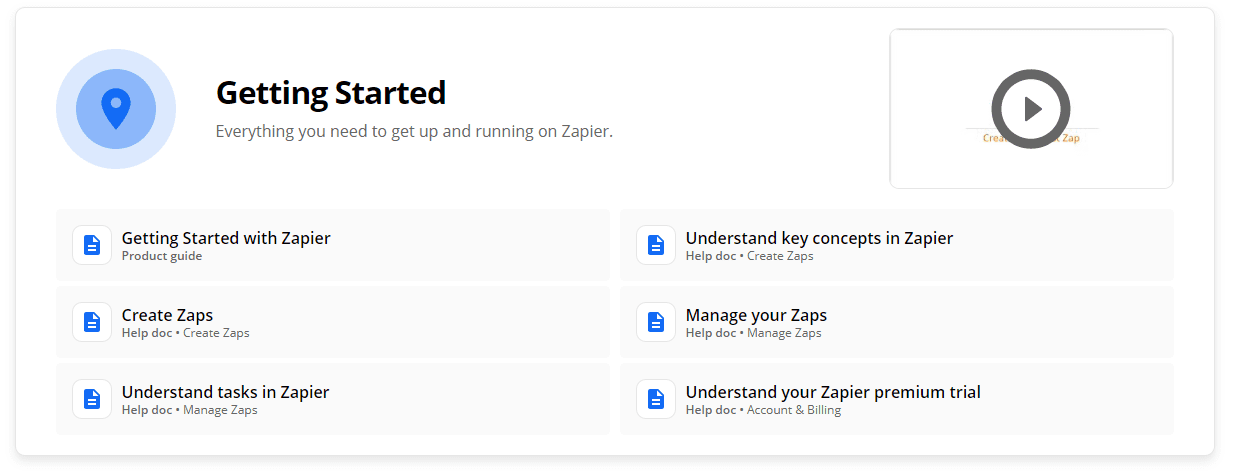 Getting Started
Everything you need to get up and running on Zapier.
Zap
Getting Started with Zapier
Product guide
Understand key concepts in Zapier
Help doc • Create Zaps
Create Zaps
Help doc • Create Zaps
Manage your Zaps
Help doc • Manage Zaps
Understand tasks in Zapier
Help doc • Manage Zaps
Understand your Zapier premium trial
Help doc • Account & Billing